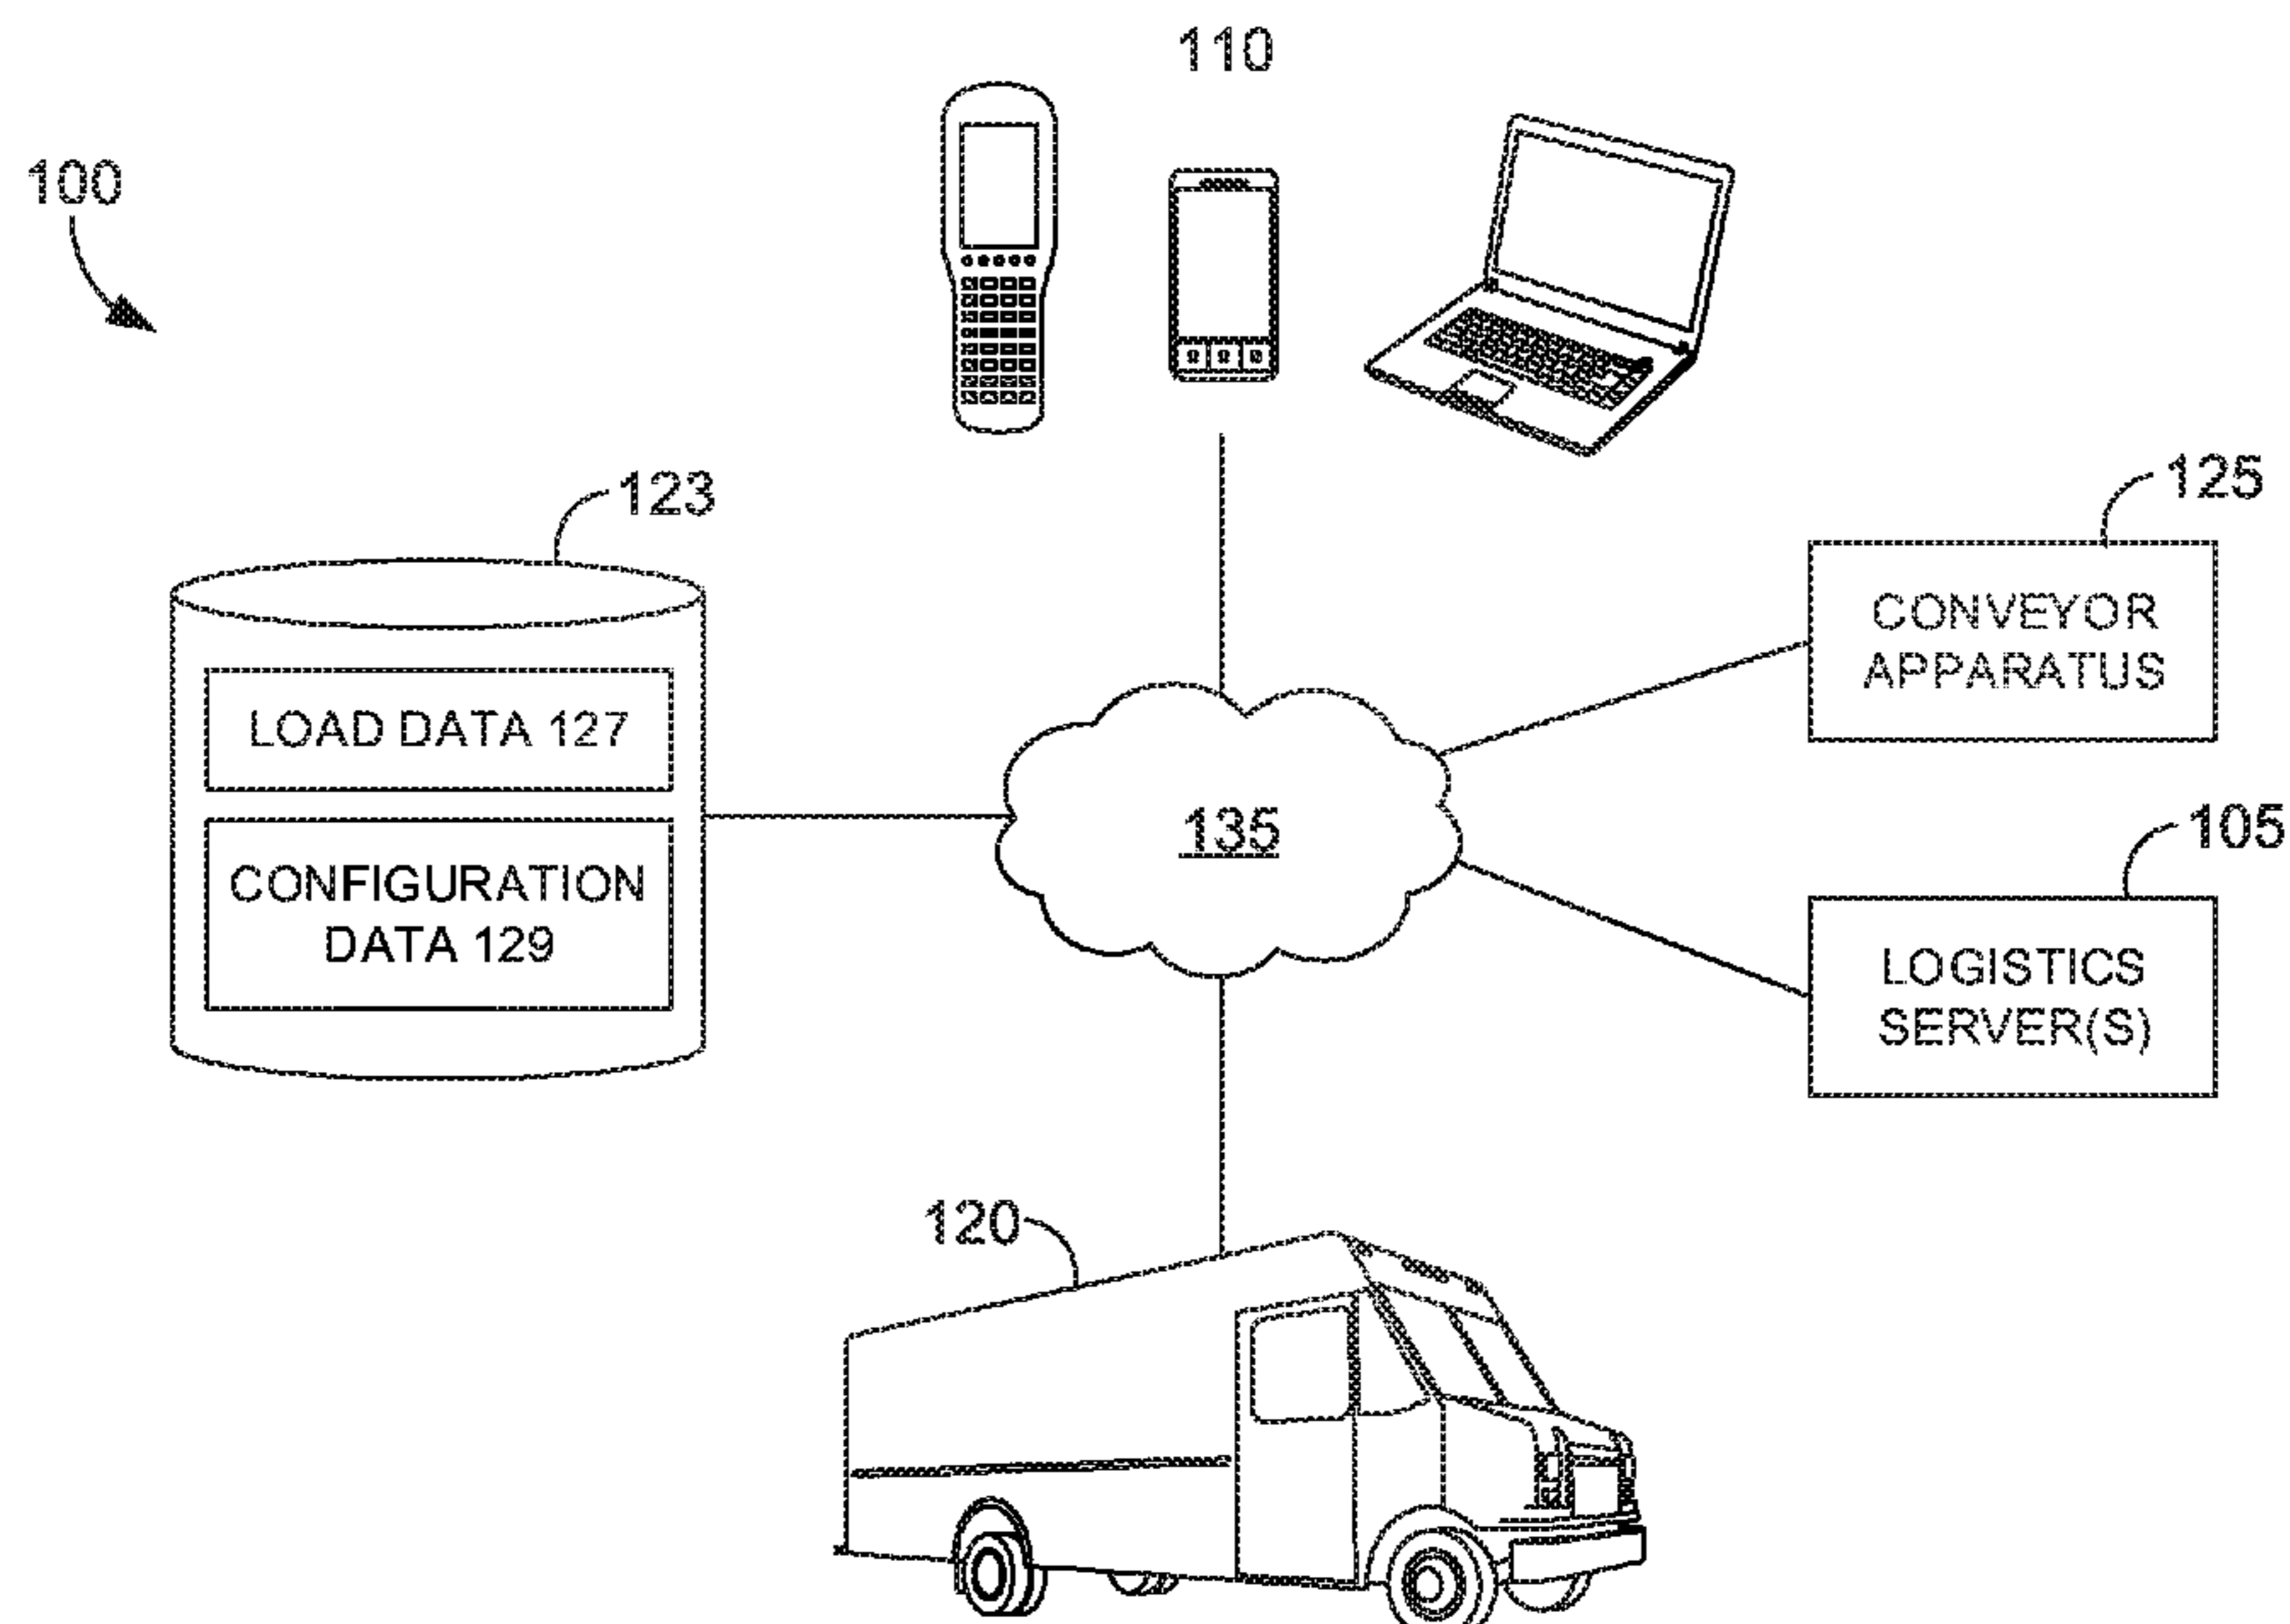 110
100
123
125
CONVEYOR
APPARATUS
LOAD DATA 127
135
105
CONFIGURATION
DATA 129
LOGISTICS
SERVER(S)
120